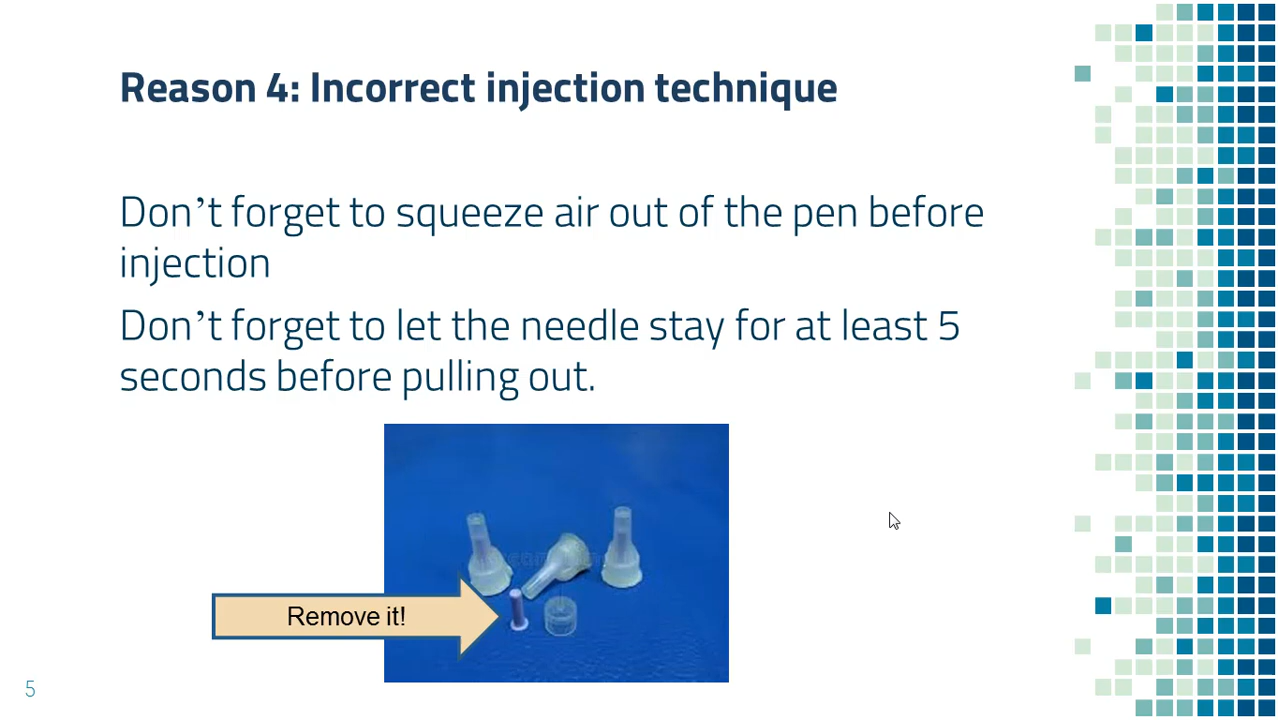 Reason 4: Incorrect injection technique
Don’t forget to squeeze air out of the pen before
injection
Don’t forget to let the needle stay for at least 5
seconds before pulling out.
Remove it!
5